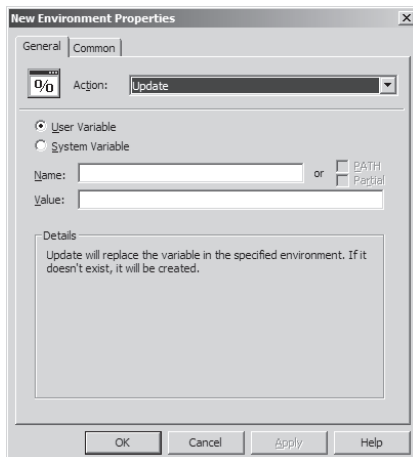 New Environment Properties
General Common
% Action: Update
User Variable
System Variable
Name: or PATH
Partial
Value:
Details
Update will replace the variable in the specified environment. If it
doesn't exist, it will be created.
OK Cancel Apply Help